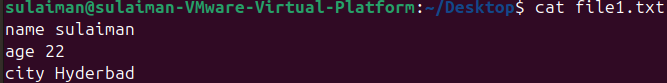 sulaiman@sulaiman-VMware-Virtual-Platform:~/Desktop$ cat file1.txt
name sulaiman
age 22
city Hyderbad